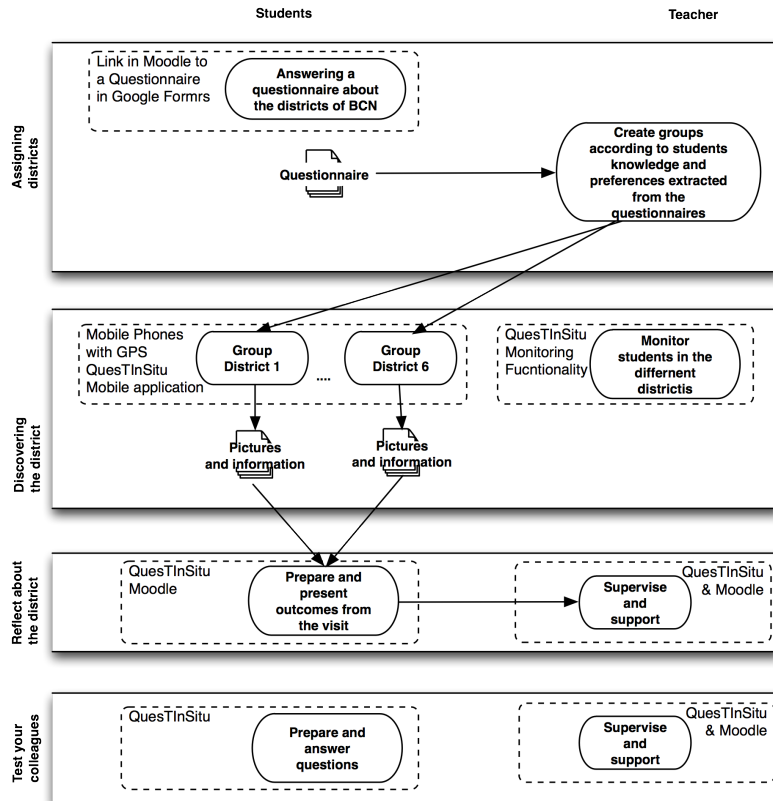 Students
Teacher
Assigning
districts
Link in Moodle to
a Questionnaire
in Google Formrs
Answering a
questionnaire about
the districts of BCN
Questionnaire
Create groups
according to students
knowledge and
preferences extracted
from the
questionnaires
Discovering
the district
Mobile Phones
with GPS
QuesTInSitu
Mobile application
Group
District 1
....
Group
District 6
QuesTInSitu
Monitoring
Fucntionality
Monitor
students in the
differnent
districtis
Pictures
and information
Pictures
and information
Reflect about
the district
QuesTInSitu
Moodle
Prepare and
present
outcomes from
the visit
Supervise
and
support
QuesTInSitu
& Moodle
Test your
colleagues
QuesTInSitu
Prepare and
answer
questions
Supervise
and
support
QuesTInSitu
& Moodle